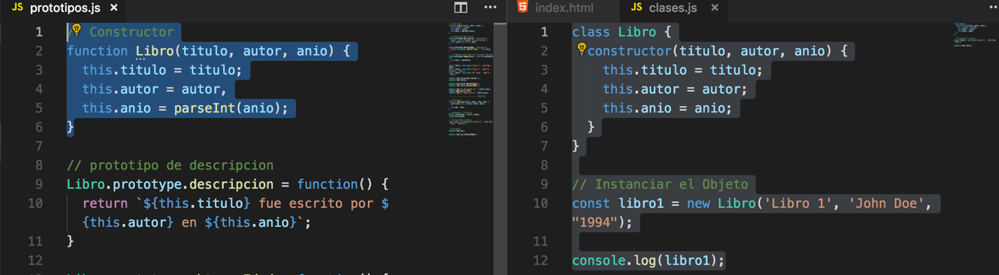 JS prototipos.js ×
1 // Constructor
2 function Libro(titulo, autor, anio) {
3 this.titulo = titulo;
4 this.autor = autor,
5 this.anio = parseInt(anio);
6 }
7
8 // prototipo de descripcion
9 Libro.prototype.descripcion = function() {
10 return `${this.titulo} fue escrito por $
{this.autor} en ${this.anio}`;
11 }
12
index.html JS clases.js ×
1 class Libro {
2 constructor(titulo, autor, anio) {
3 this.titulo = titulo;
4 this.autor = autor;
5 this.anio = anio;
6 }
7 }
8
9 // Instanciar el Objeto
10 const libro1 = new Libro('Libro 1', 'John Doe',
"1994");
11
12 console.log(libro1);